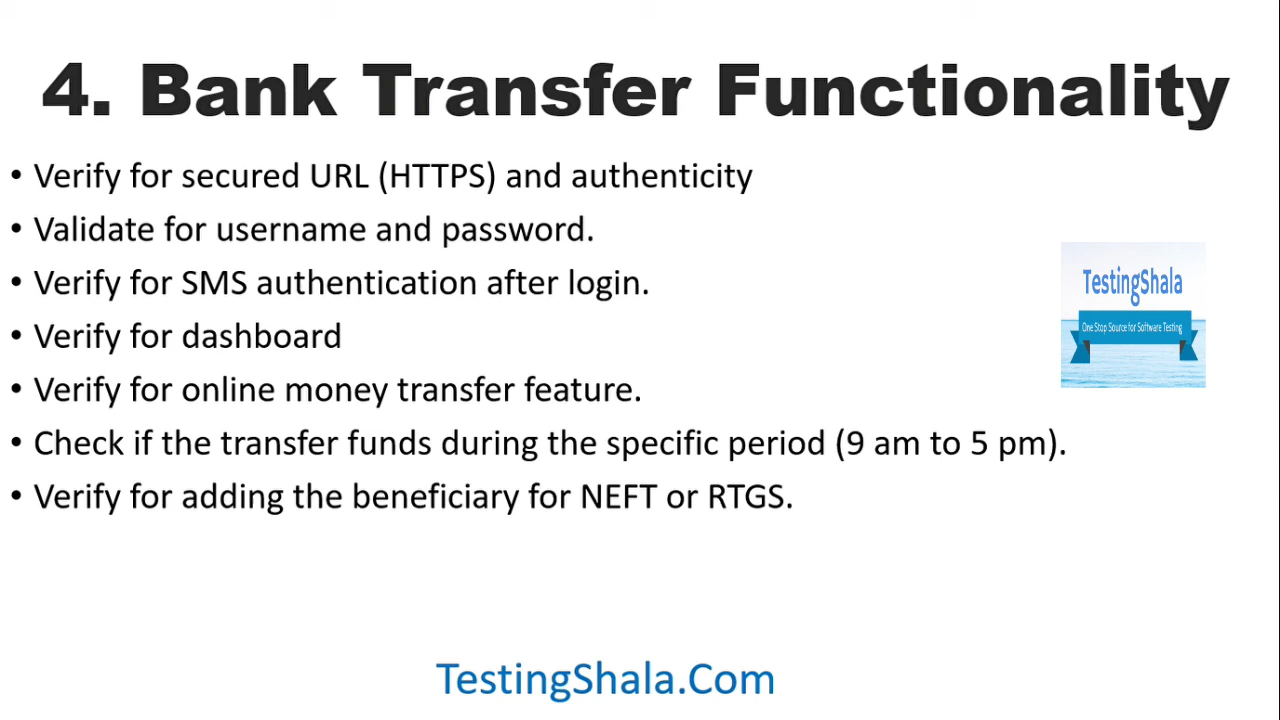 4. Bank Transfer Functionality
• Verify for secured URL (HTTPS) and authenticity
• Validate for username and password.
• Verify for SMS authentication after login.
• Verify for dashboard
• Verify for online money transfer feature.
• Check if the transfer funds during the specific period (9 am to 5 pm).
• Verify for adding the beneficiary for NEFT or RTGS.
TestingShala
One Stop Source for Software Testing
TestingShala.Com